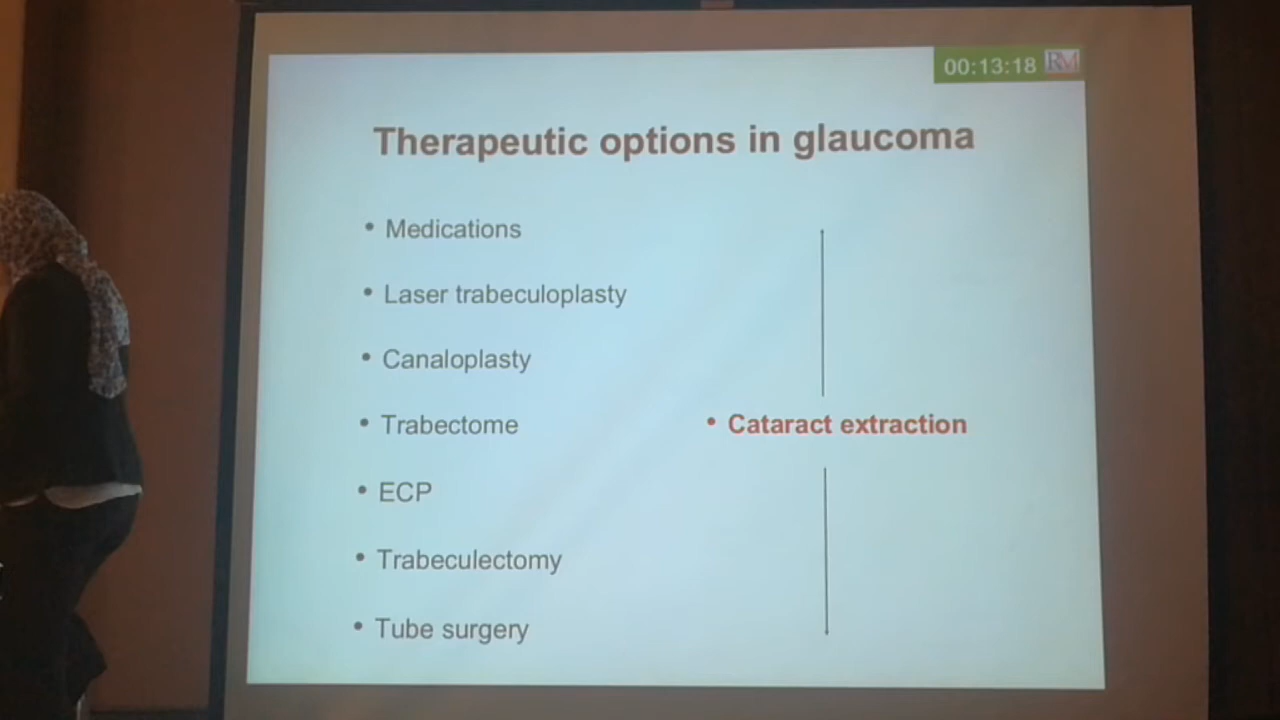 00:13:18 RM
Therapeutic options in glaucoma
• Medications
• Laser trabeculoplasty
• Canaloplasty
• Trabectome
• Cataract extraction
• ECP
• Trabeculectomy
• Tube surgery